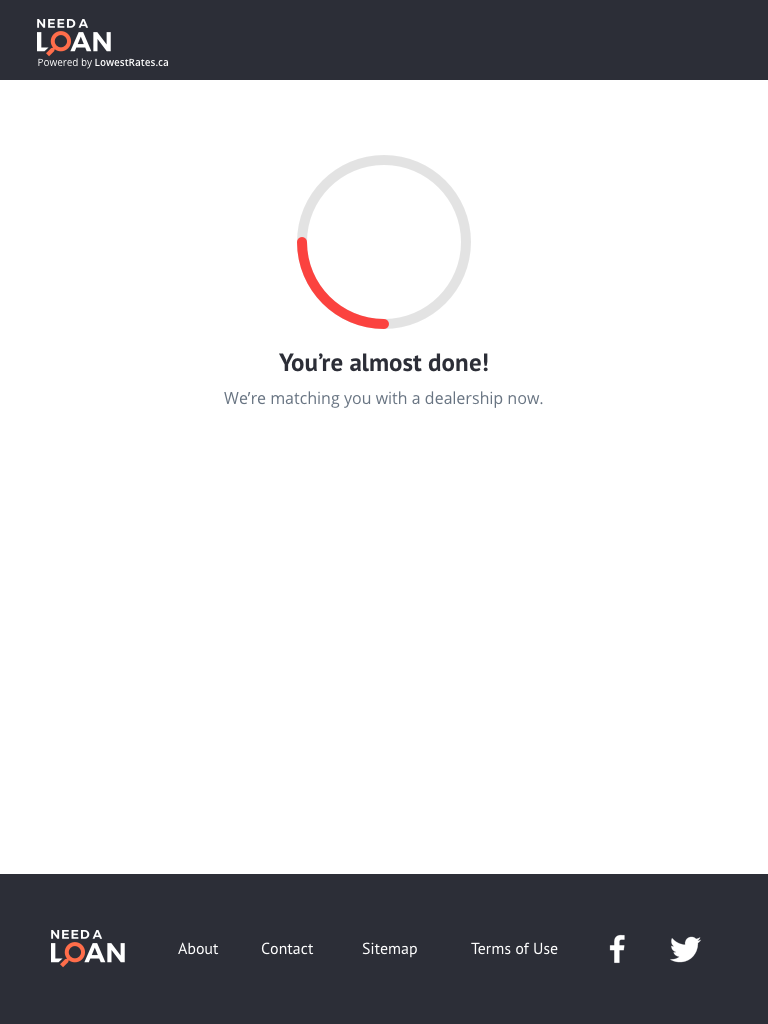 NEED A
LOAN
Powered by LowestRates.ca
You’re almost done!
We’re matching you with a dealership now.
NEED A
LOAN
About
Contact
Sitemap
Terms of Use